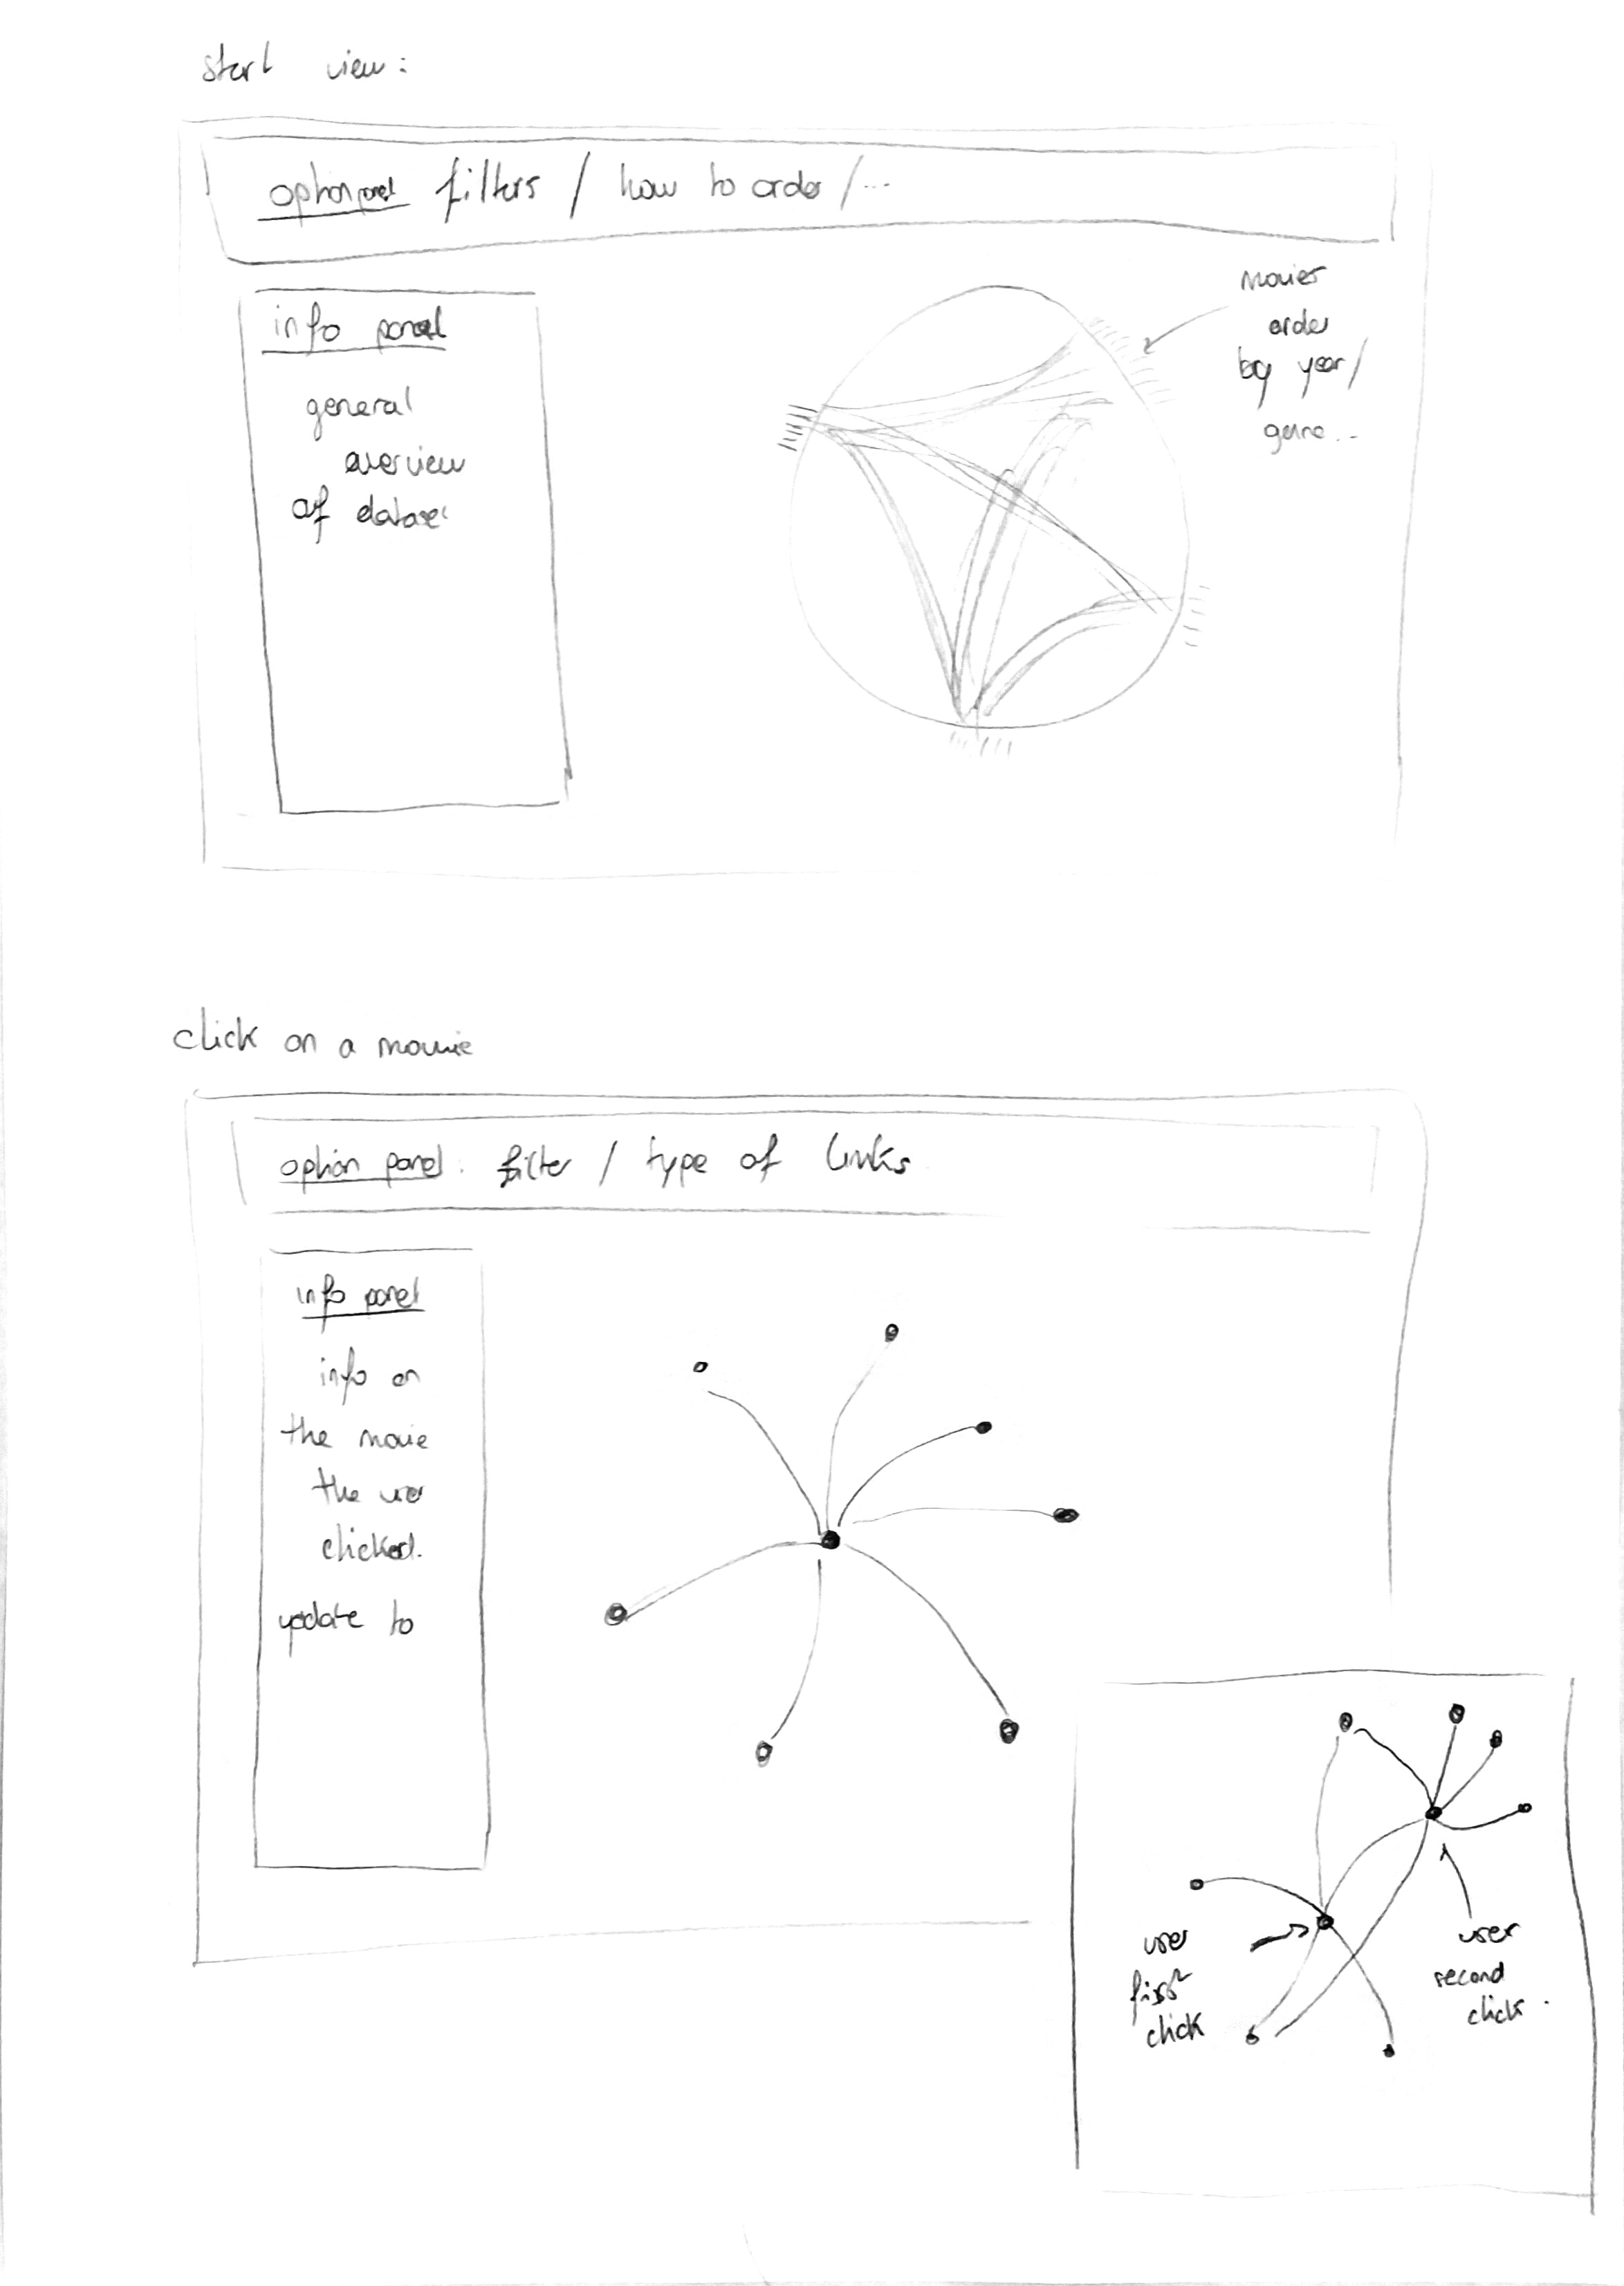 start view:
option panel filters / how to order / ...
info panel
general
overview
of dataset
movies
order
by year/
genre...
click on a movie
option panel. filter / type of links
info panel
info on
the movie
the user
clicked.
update to
user
first
click
user
second
click.